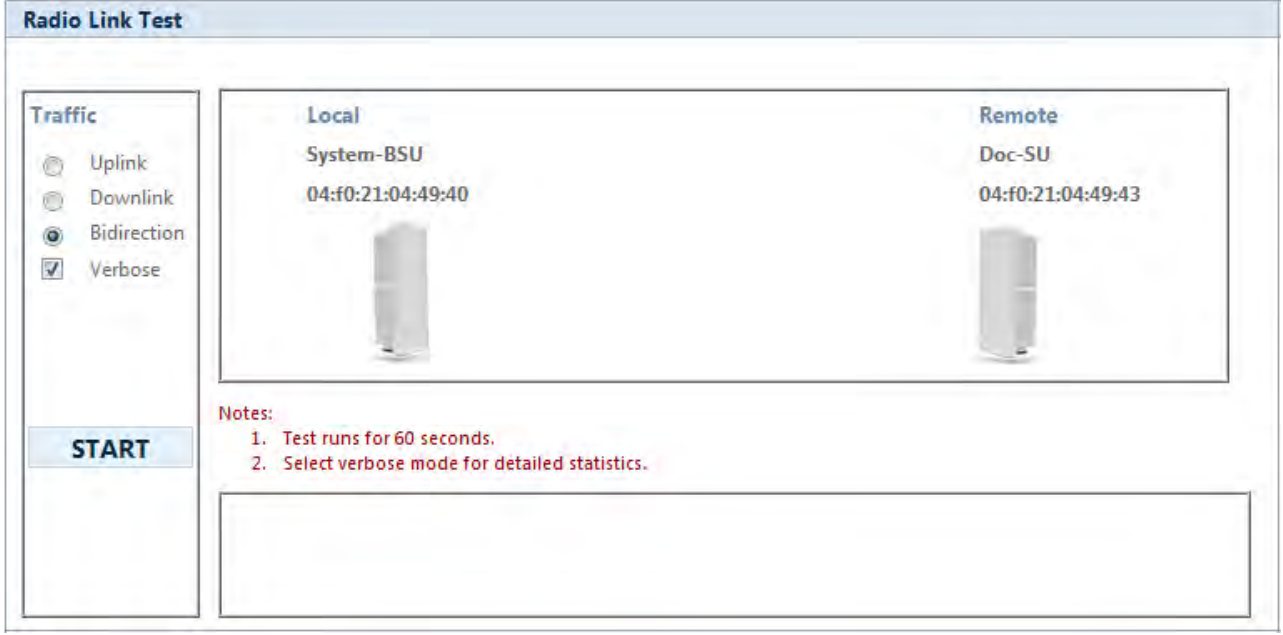 Radio Link Test
Traffic
Uplink
Downlink
Bidirection
Verbose
START
Local
System-BSU
04:f0:21:04:49:40
Remote
Doc-SU
04:f0:21:04:49:43
Notes:
1. Test runs for 60 seconds.
2. Select verbose mode for detailed statistics.